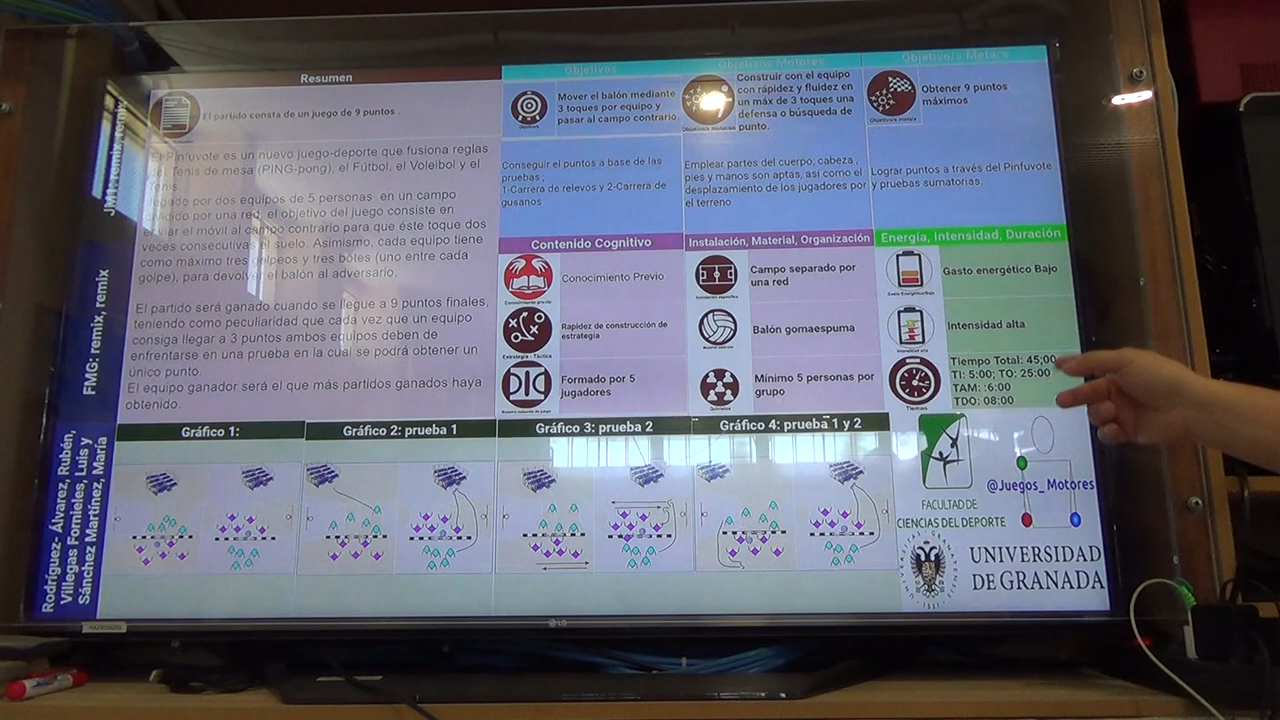 Resumen
El partido consta de un juego de 9 puntos .
El Pinfuvote es un nuevo juego-deporte que fusiona reglas
del Tenis de mesa (PING-pong), el Fútbol, el Voleibol y el
Tenis
Jugado por dos equipos de 5 personas en un campo
dividido por una red, el objetivo del juego consiste en
enviar el móvil al campo contrario para que éste toque dos
veces consecutivas el suelo. Asimismo, cada equipo tiene
como máximo tres golpeos y tres botes (uno entre cada
golpe), para devolver el balón al adversario.
El partido será ganado cuando se llegue a 9 puntos finales,
teniendo como peculiaridad que cada vez que un equipo
consiga llegar a 3 puntos ambos equipos deben de
enfrentarse en una prueba en la cual se podrá obtener un
único punto.
El equipo ganador será el que más partidos ganados haya
obtenido.
JM1: remix, remix
FMG: remix, remix
Rodríguez- Álvarez, Rubén,
Villegas Fornieles, Luis y
Sánchez Martínez, María
Objetivos
Mover el balón mediante
3 toques por equipo y
pasar al campo contrario.
Conseguir el puntos a base de las
pruebas ;
1-Carrera de relevos y 2-Carrera de
gusanos
Objetivos Motores
Construir con el equipo
con rápidez y fluidez en
un máx de 3 toques una
defensa o búsqueda de
punto.
Emplear partes del cuerpo, cabeza ,
pies y manos son aptas, así como el
desplazamiento de los jugadores por
el terreno
Objetivo/s Meta/s
Obtener 9 puntos
máximos
Lograr puntos a través del Pinfuvote
y pruebas sumatorias.
Contenido Cognitivo
Conocimiento Previo
Conocimiento previo
Rapidez de construcción de
estrategia
Estrategia - Táctica
Formado por 5
jugadores
Instalación, Material, Organización
Campo separado por
una red
Balón gomaespuma
Mínimo 5 personas por
grupo
Quintetos
Energía, Intensidad, Duración
Gasto energético Bajo
Gasto Energético Bajo
Intensidad alta
Intensidad alta
Tiempo Total: 45;00
TI: 5:00; TO: 25:00
TAM: :6:00
TDO: 08:00
Tiempo
Gráfico 1:
Gráfico 2: prueba 1
Gráfico 3: prueba 2
Gráfico 4: prueba 1 y 2
FACULTAD DE
CIENCIAS DEL DEPORTE
@Juegos_Motores
UNIVERSIDAD
DE GRANADA
LG